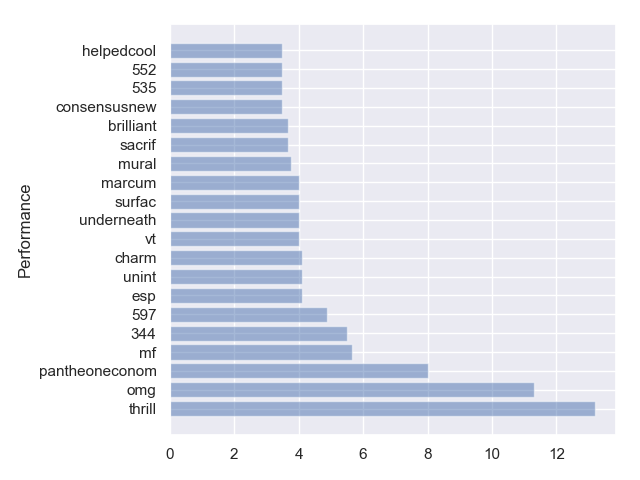 helpedcool
552
535
consensusnew
brilliant
sacrif
mural
marcum
surfac
underneath
vt
charm
unint
esp
597
344
mf
pantheoneconom
omg
thrill
Performance
0 2 4 6 8 10 12